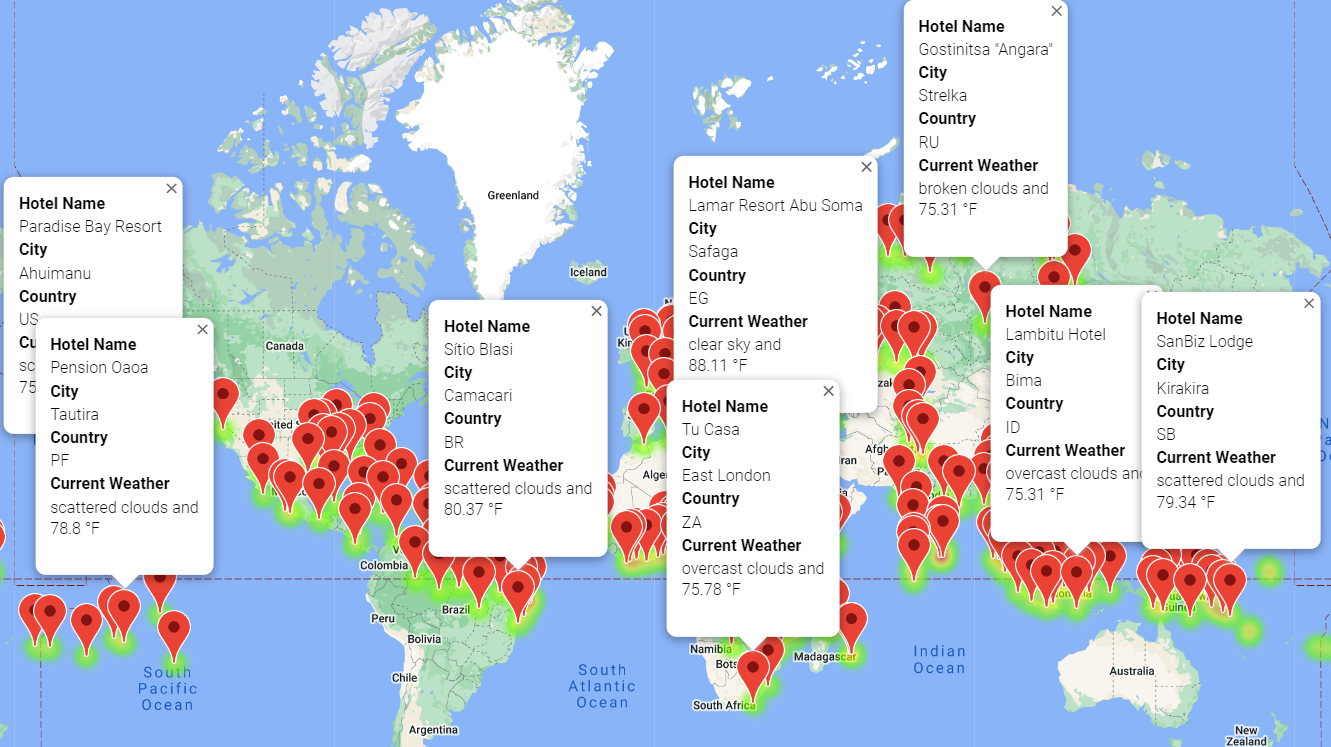 Hotel Name
Gostinitsa "Angara"
City
Strelka
Country
RU
Current Weather
broken clouds and
75.31 °F
Hotel Name
Lamar Resort Abu Soma
City
Safaga
Country
EG
Current Weather
clear sky and
88.11 °F
Hotel Name
Paradise Bay Resort
City
Ahuimanu
Country
US
Hotel Name
Pension Oaoa
City
Tautira
Country
PF
Current Weather
scattered clouds and
78.8 °F
Hotel Name
Sítio Blasi
City
Camacari
Country
BR
Current Weather
scattered clouds and
80.37 °F
Hotel Name
Tu Casa
City
East London
Country
ZA
Current Weather
overcast clouds and
75.78 °F
Hotel Name
Lambitu Hotel
City
Bima
Country
ID
Current Weather
overcast clouds and
75.31 °F
Hotel Name
SanBiz Lodge
City
Kirakira
Country
SB
Current Weather
scattered clouds and
79.34 °F
Greenland
Iceland
Canada
Colombia
Brazil
Peru
Bolivia
Chile
Argentina
South
Pacific
Ocean
South
Atlantic
Ocean
Namibia
Madagascar
South Africa
Indian
Ocean
Australia
New
Zealand